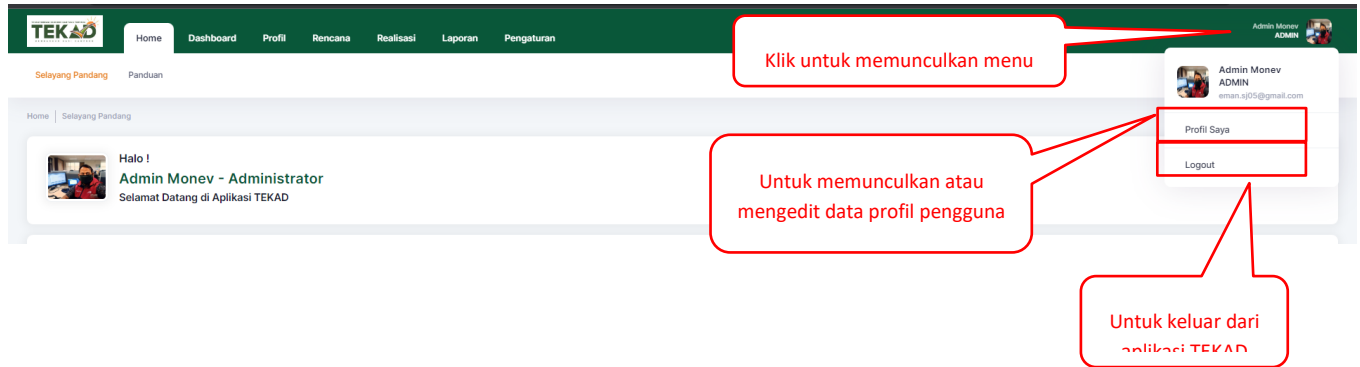 TEKAD
Home Dashboard Profil Rencana Realisasi Laporan Pengaturan
Admin Monev
ADMIN
Klik untuk memunculkan menu
Selayang Pandang Panduan
Admin Monev
ADMIN
eman.sj05@gmail.com
Home | Selayang Pandang
Profil Saya
Logout
Halo !
Admin Monev - Administrator
Selamat Datang di Aplikasi TEKAD
Untuk memunculkan atau
mengedit data profil pengguna
Untuk keluar dari
aplikasi TEKAD